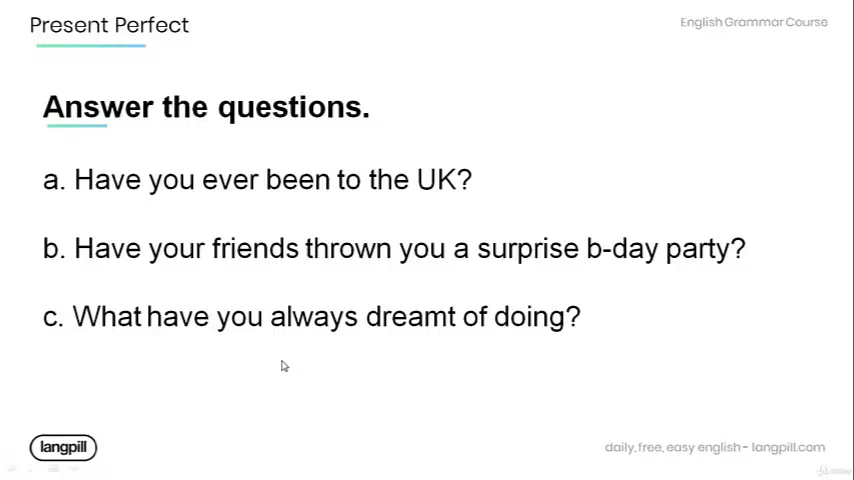 Present Perfect
English Grammar Course
Answer the questions.
a. Have you ever been to the UK?
b. Have your friends thrown you a surprise b-day party?
c. What have you always dreamt of doing?
langpill
daily, free, easy english - langpill.com